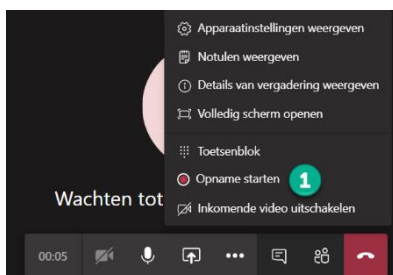 Apparaatinstellingen weergeven
Notulen weergeven
Details van vergadering weergeven
Volledig scherm openen
Toetsenblok
Opname starten 1
Wachten tot
Inkomende video uitschakelen
00:05